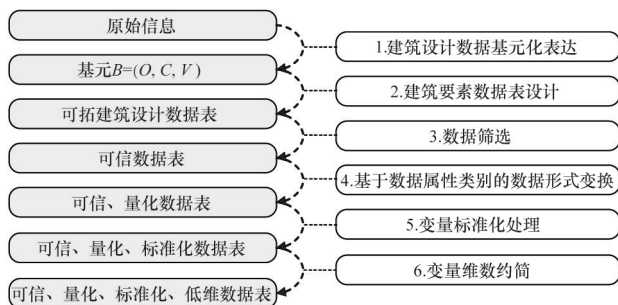 原始信息
1.建筑设计数据基元化表达
基元B=(O, C, V)
2.建筑要素数据表设计
可拓建筑设计数据表
3.数据筛选
可信数据表
4.基于数据属性类别的数据形式变换
可信、量化数据表
5.变量标准化处理
可信、量化、标准化数据表
6.变量维数约简
可信、量化、标准化、低维数据表